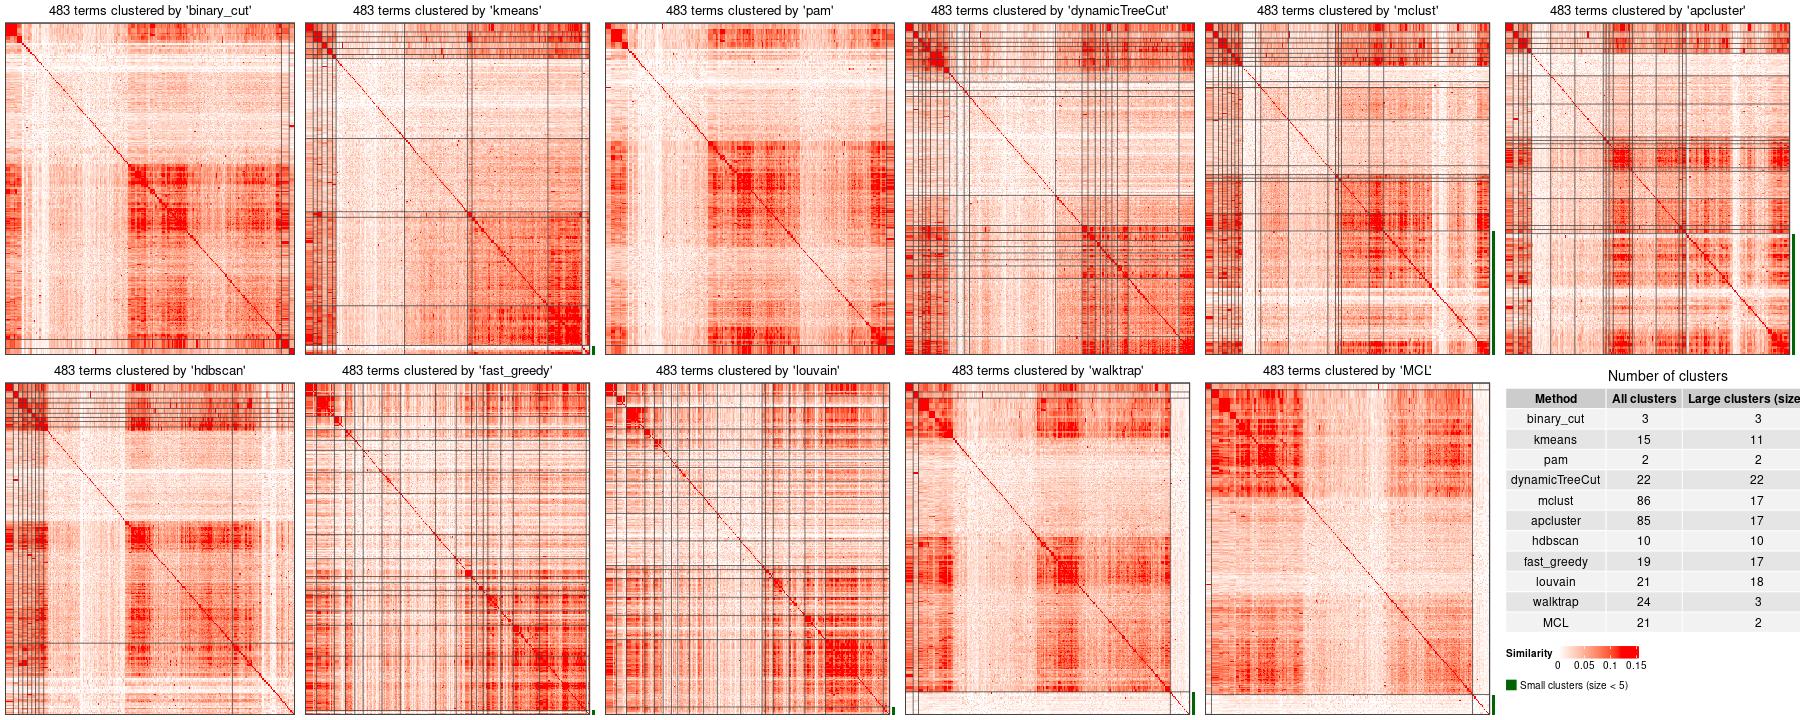 483 terms clustered by 'binary_cut'
483 terms clustered by 'kmeans'
483 terms clustered by 'pam'
483 terms clustered by 'dynamicTreeCut'
483 terms clustered by 'mclust'
483 terms clustered by 'apcluster'
483 terms clustered by 'hdbscan'
483 terms clustered by 'fast_greedy'
483 terms clustered by 'louvain'
483 terms clustered by 'walktrap'
483 terms clustered by 'MCL'
Number of clusters
Method All clusters Large clusters (size
binary_cut 3 3
kmeans 15 11
pam 2 2
dynamicTreeCut 22 22
mclust 86 17
apcluster 85 17
hdbscan 10 10
fast_greedy 19 17
louvain 21 18
walktrap 24 3
MCL 21 2
Similarity
0 0.05 0.1 0.15
Small clusters (size < 5)